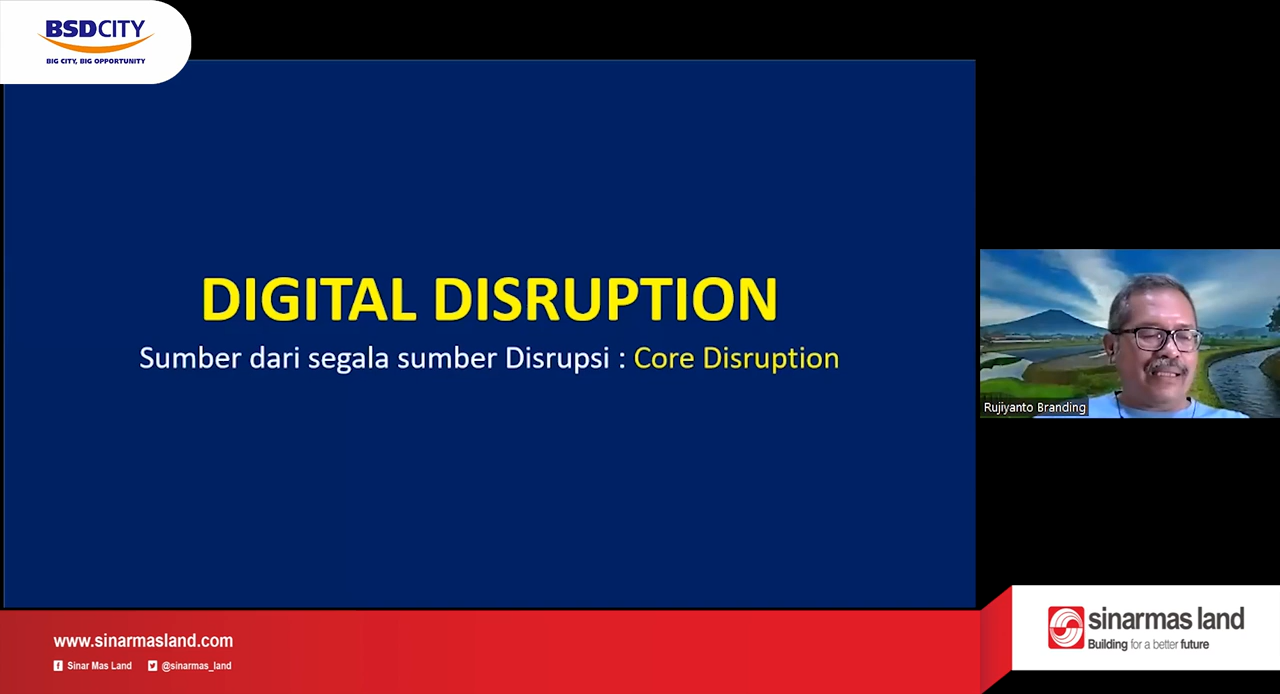 BSDCITY
BIG CITY, BIG OPPORTUNITY
DIGITAL DISRUPTION
Sumber dari segala sumber Disrupsi : Core Disruption
Rujiyanto Branding
www.sinarmasland.com
Sinar Mas Land @sinarmas_land
sinarmas land
Building for a better future